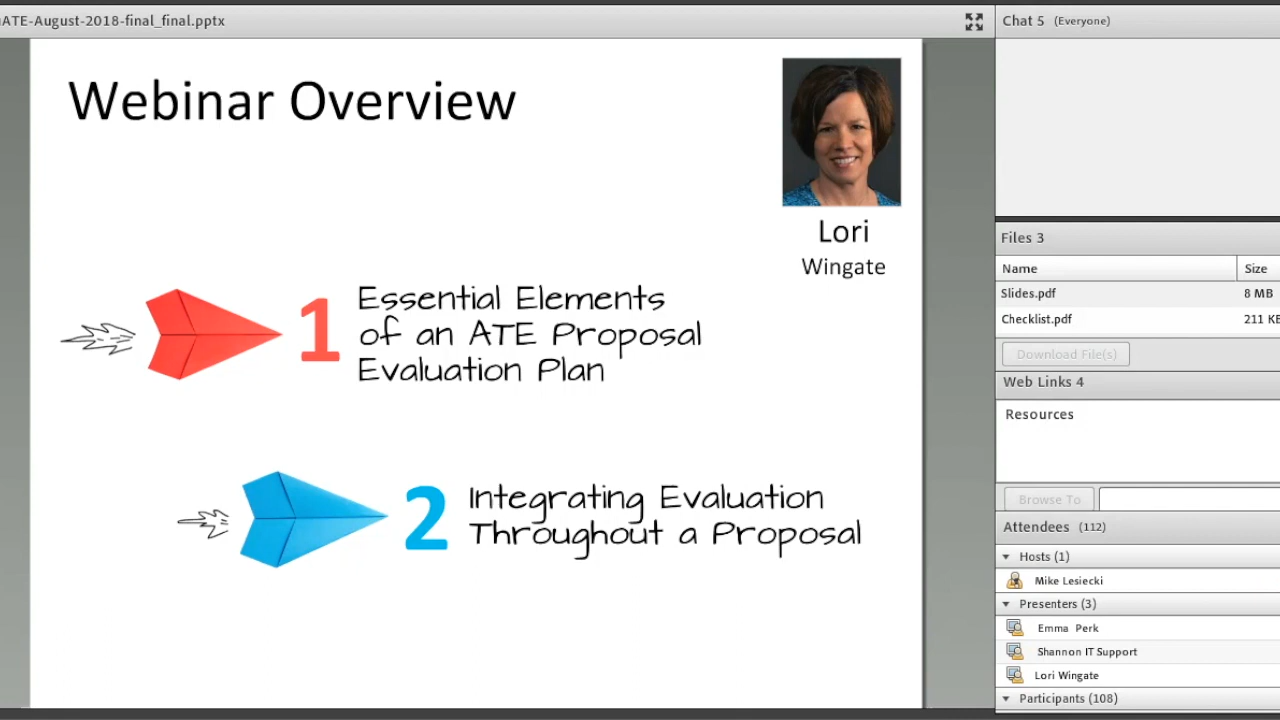 ATE-August-2018-final_final.pptx
Webinar Overview
Lori
Wingate
1
Essential Elements
of an ATE Proposal
Evaluation Plan
2
Integrating Evaluation
Throughout a Proposal
Chat 5 (Everyone)
Files 3
Name Size
Slides.pdf 8 MB
Checklist.pdf 211 KB
Download File(s)
Web Links 4
Resources
Browse To
Attendees (112)
Hosts (1)
Mike Lesiecki
Presenters (3)
Emma Perk
Shannon IT Support
Lori Wingate
Participants (108)